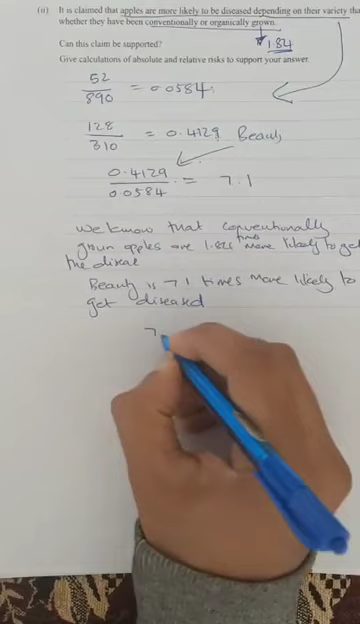 (ii) It is claimed that apples are more likely to be diseased depending on their variety tha
whether they have been conventionally or organically grown.
1.84
Can this claim be supported?
Give calculations of absolute and relative risks to support your answer.
52
890
= 0.0584
128
310
= 0.4129 Beauty
0.4129
0.0584
= 7.1
We know that conventionally
grown apples are times more likely to get
the diseas
Beauty is 7.1 times more likely to
get diseased
7